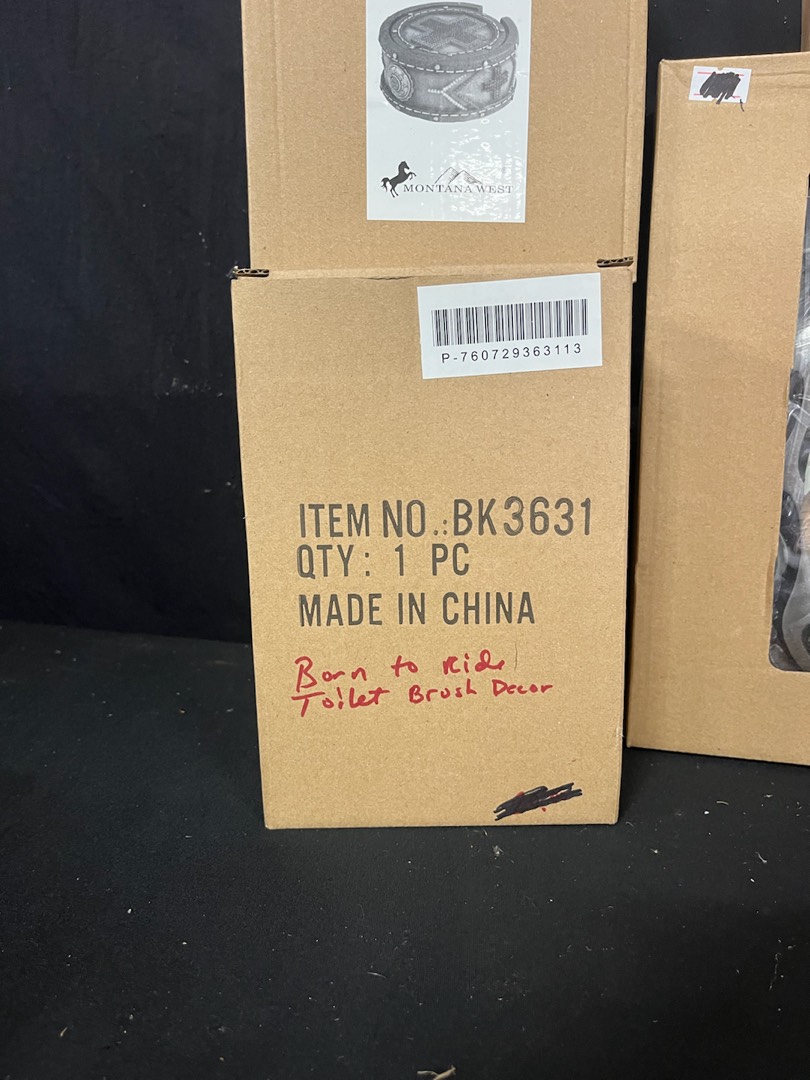 MONTANA WEST
P-760729363113
ITEM NO.:BK3631
QTY: 1 PC
MADE IN CHINA
Born to Ride
Toilet Brush Decor